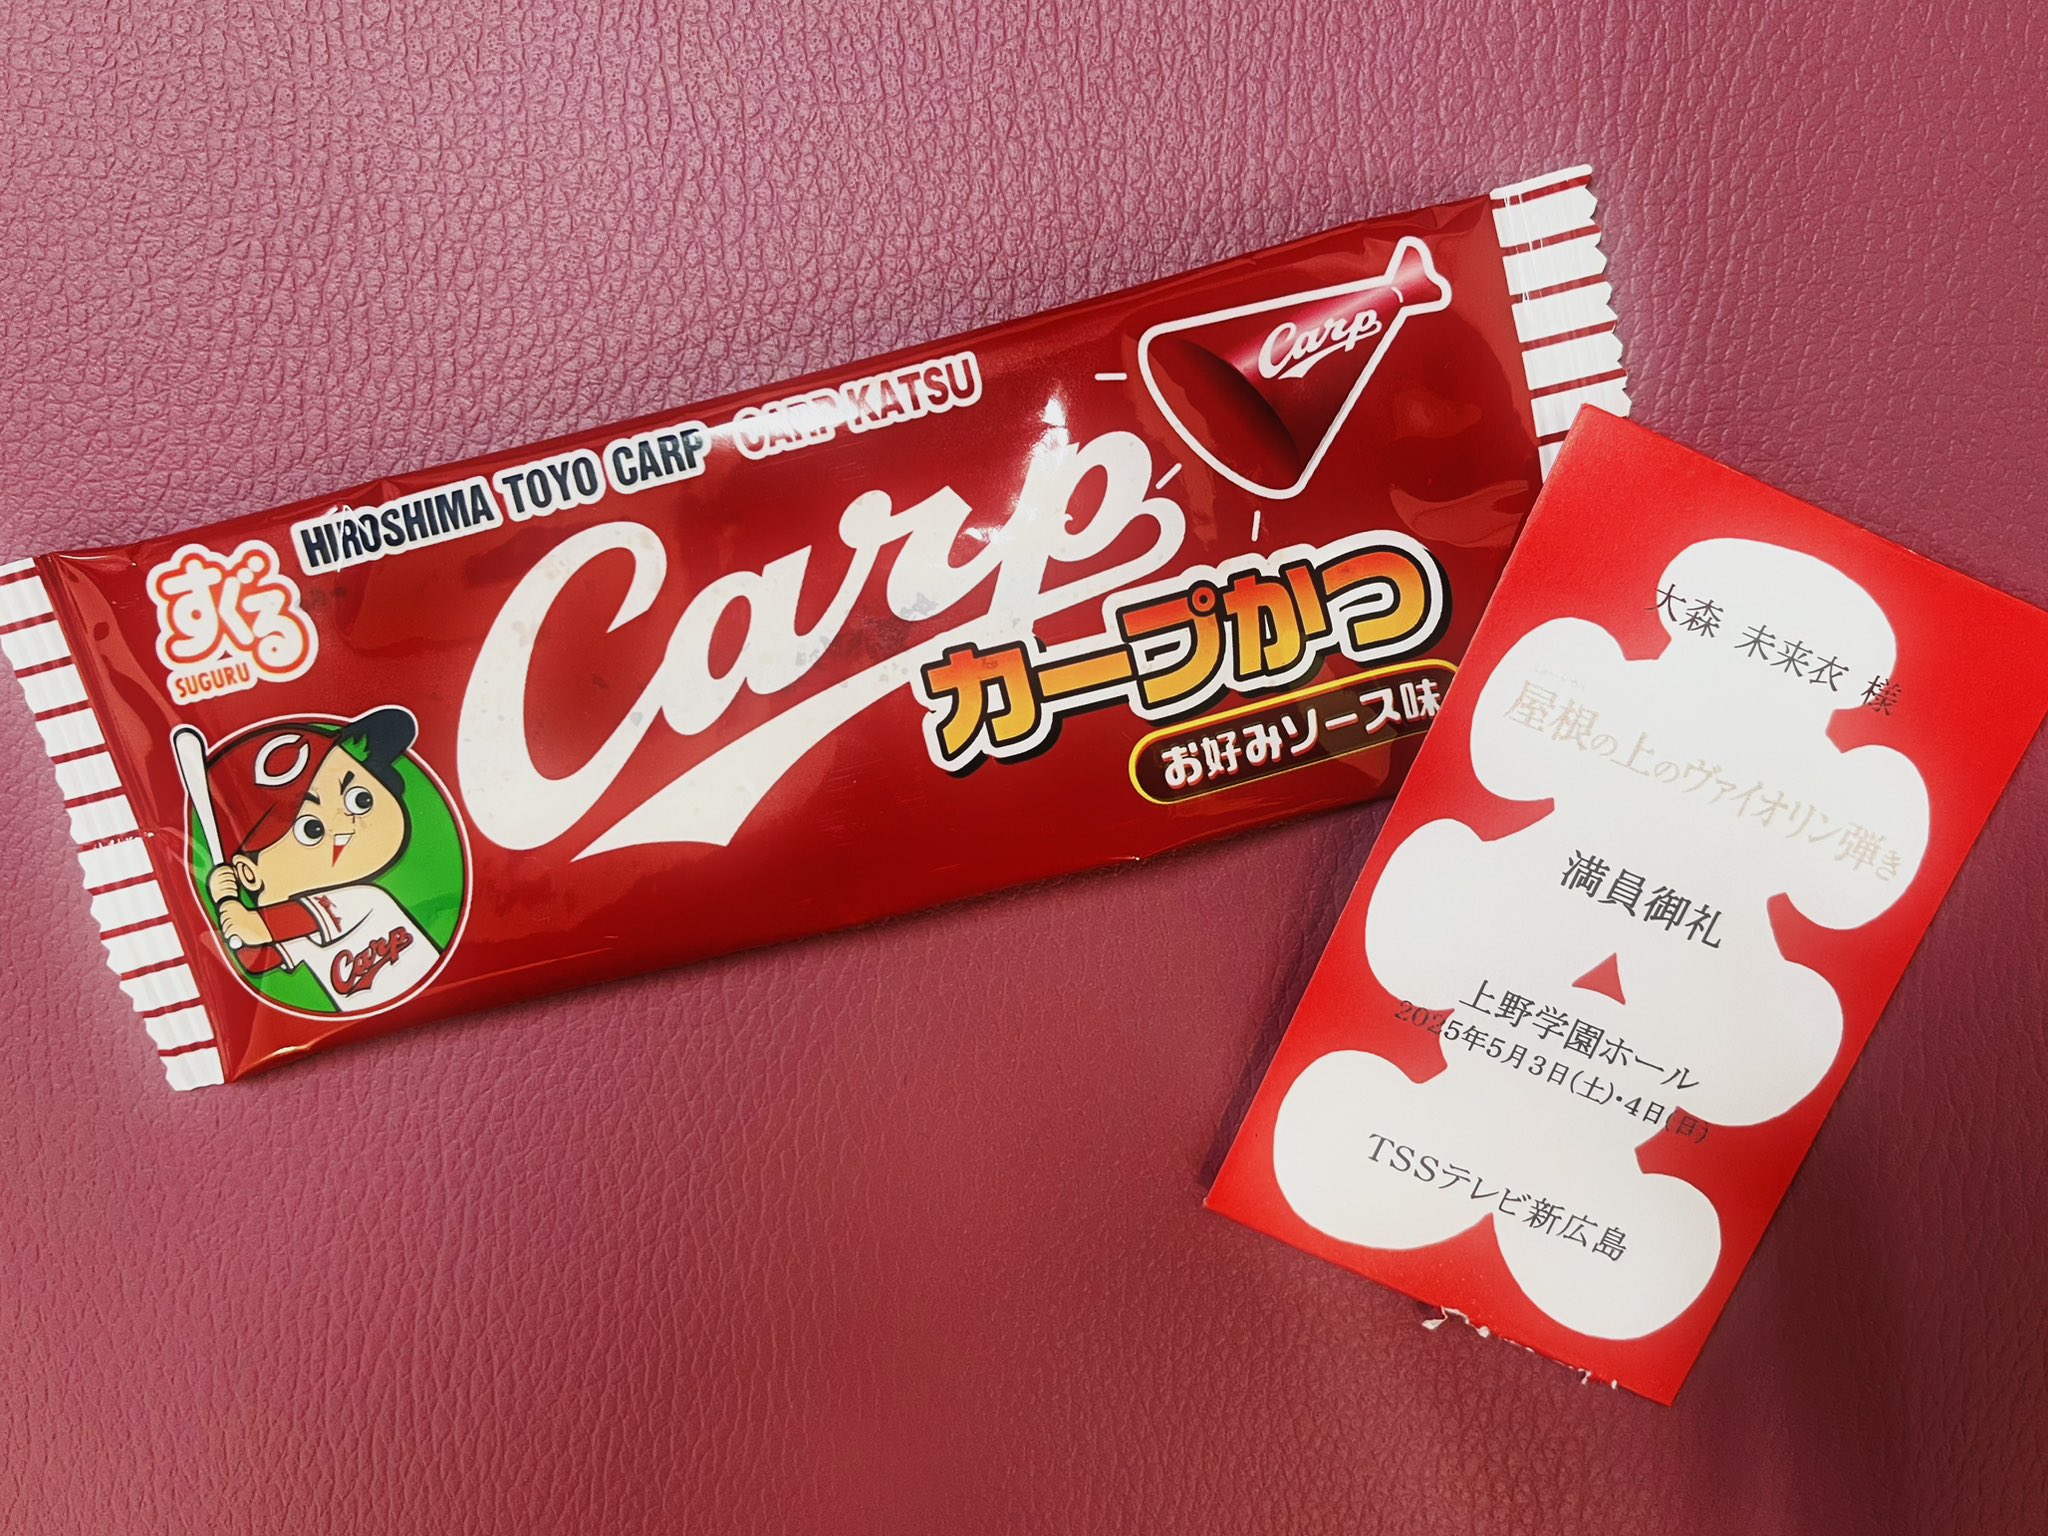 HIROSHIMA TOYO CARP CARP KATSU
すぐる
SUGURU
Carp
Carp
カープかつ
お好みソース味
C
Carp
大森 未来衣 様
屋根の上のヴァイオリン弾き
満員御礼
上野学園ホール
2025年5月3日(土)・4日(日)
TSSテレビ新広島